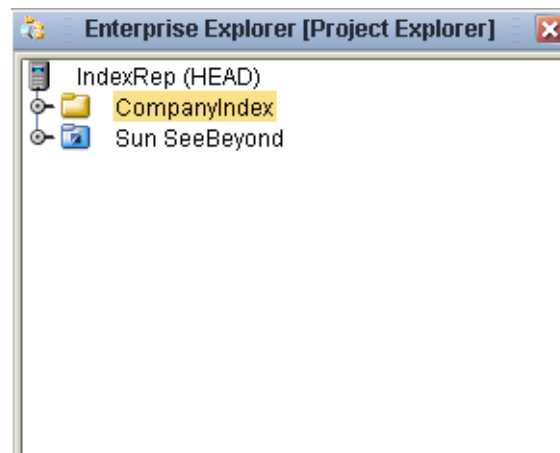 Enterprise Explorer [Project Explorer]
IndexRep (HEAD)
CompanyIndex
Sun SeeBeyond